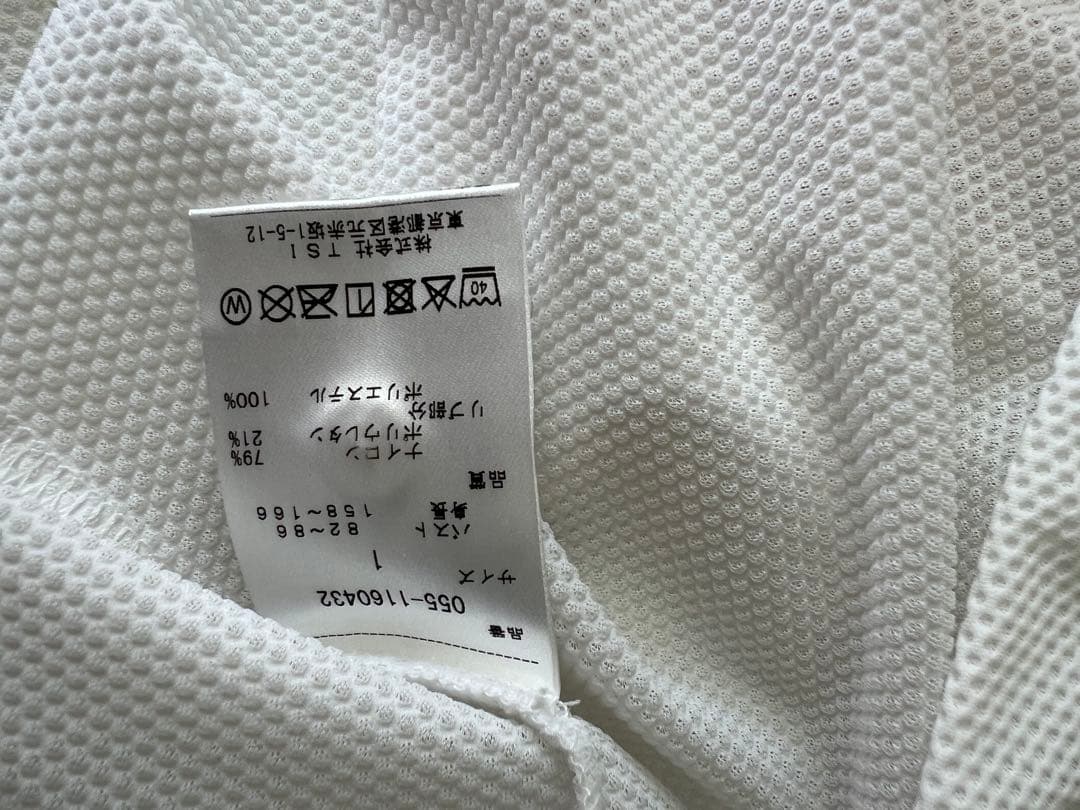 品番
055-1160432
サイズ
1
バスト 82～86
身長 158～166
品質
ナイロン 79%
ポリウレタン 21%
リブ部分
ポリエステル 100%
40
W
株式会社 TSI
東京都港区元赤坂1-5-12